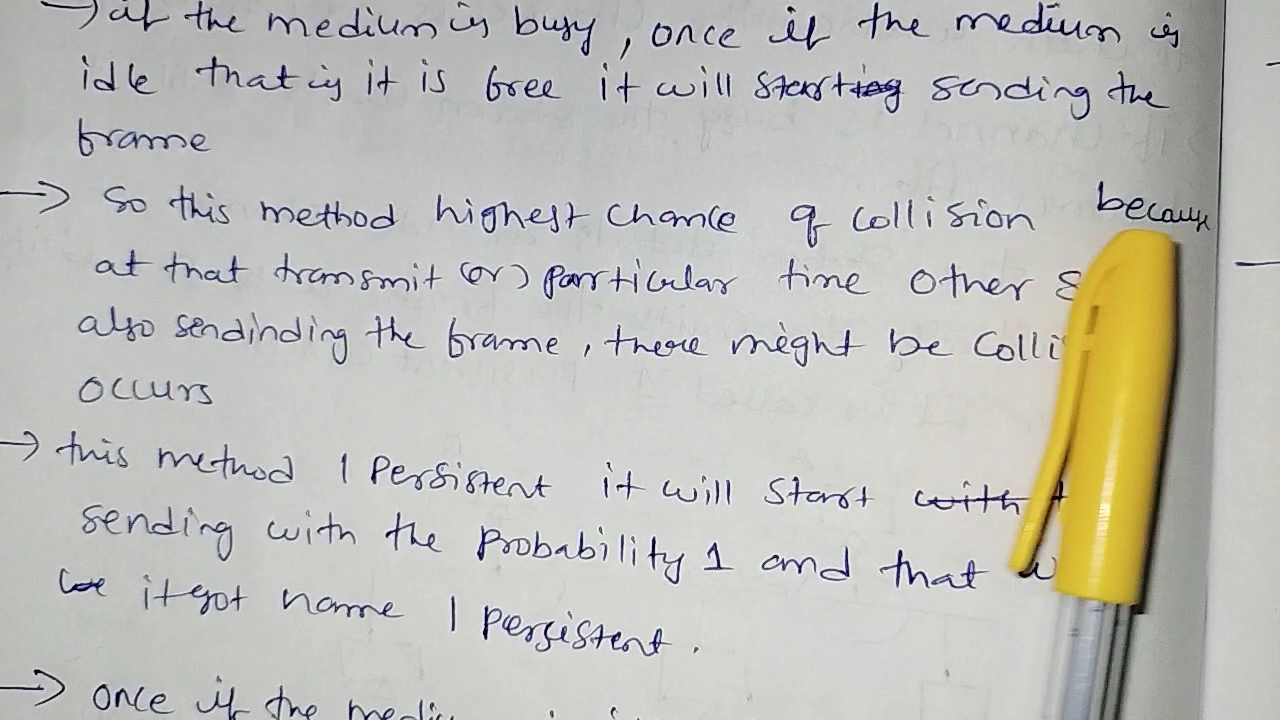 → if the medium is busy, once if the medium is
idle that is it is free it will starting sending the
frame
→ So this method highest chance of collision because
at that transmit (or) particular time other
also sendinding the frame, there might be Colli
occurs
→ this method 1 Persistent it will start with
sending with the probability 1 and that
it got name 1 persistent.
→ once if the